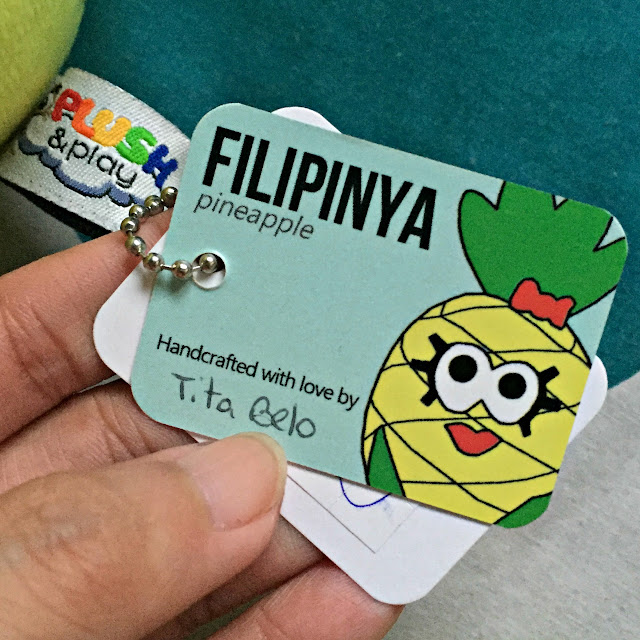 PLUSH
&play
FILIPINYA
pineapple
Handcrafted with love by
Tita Belo